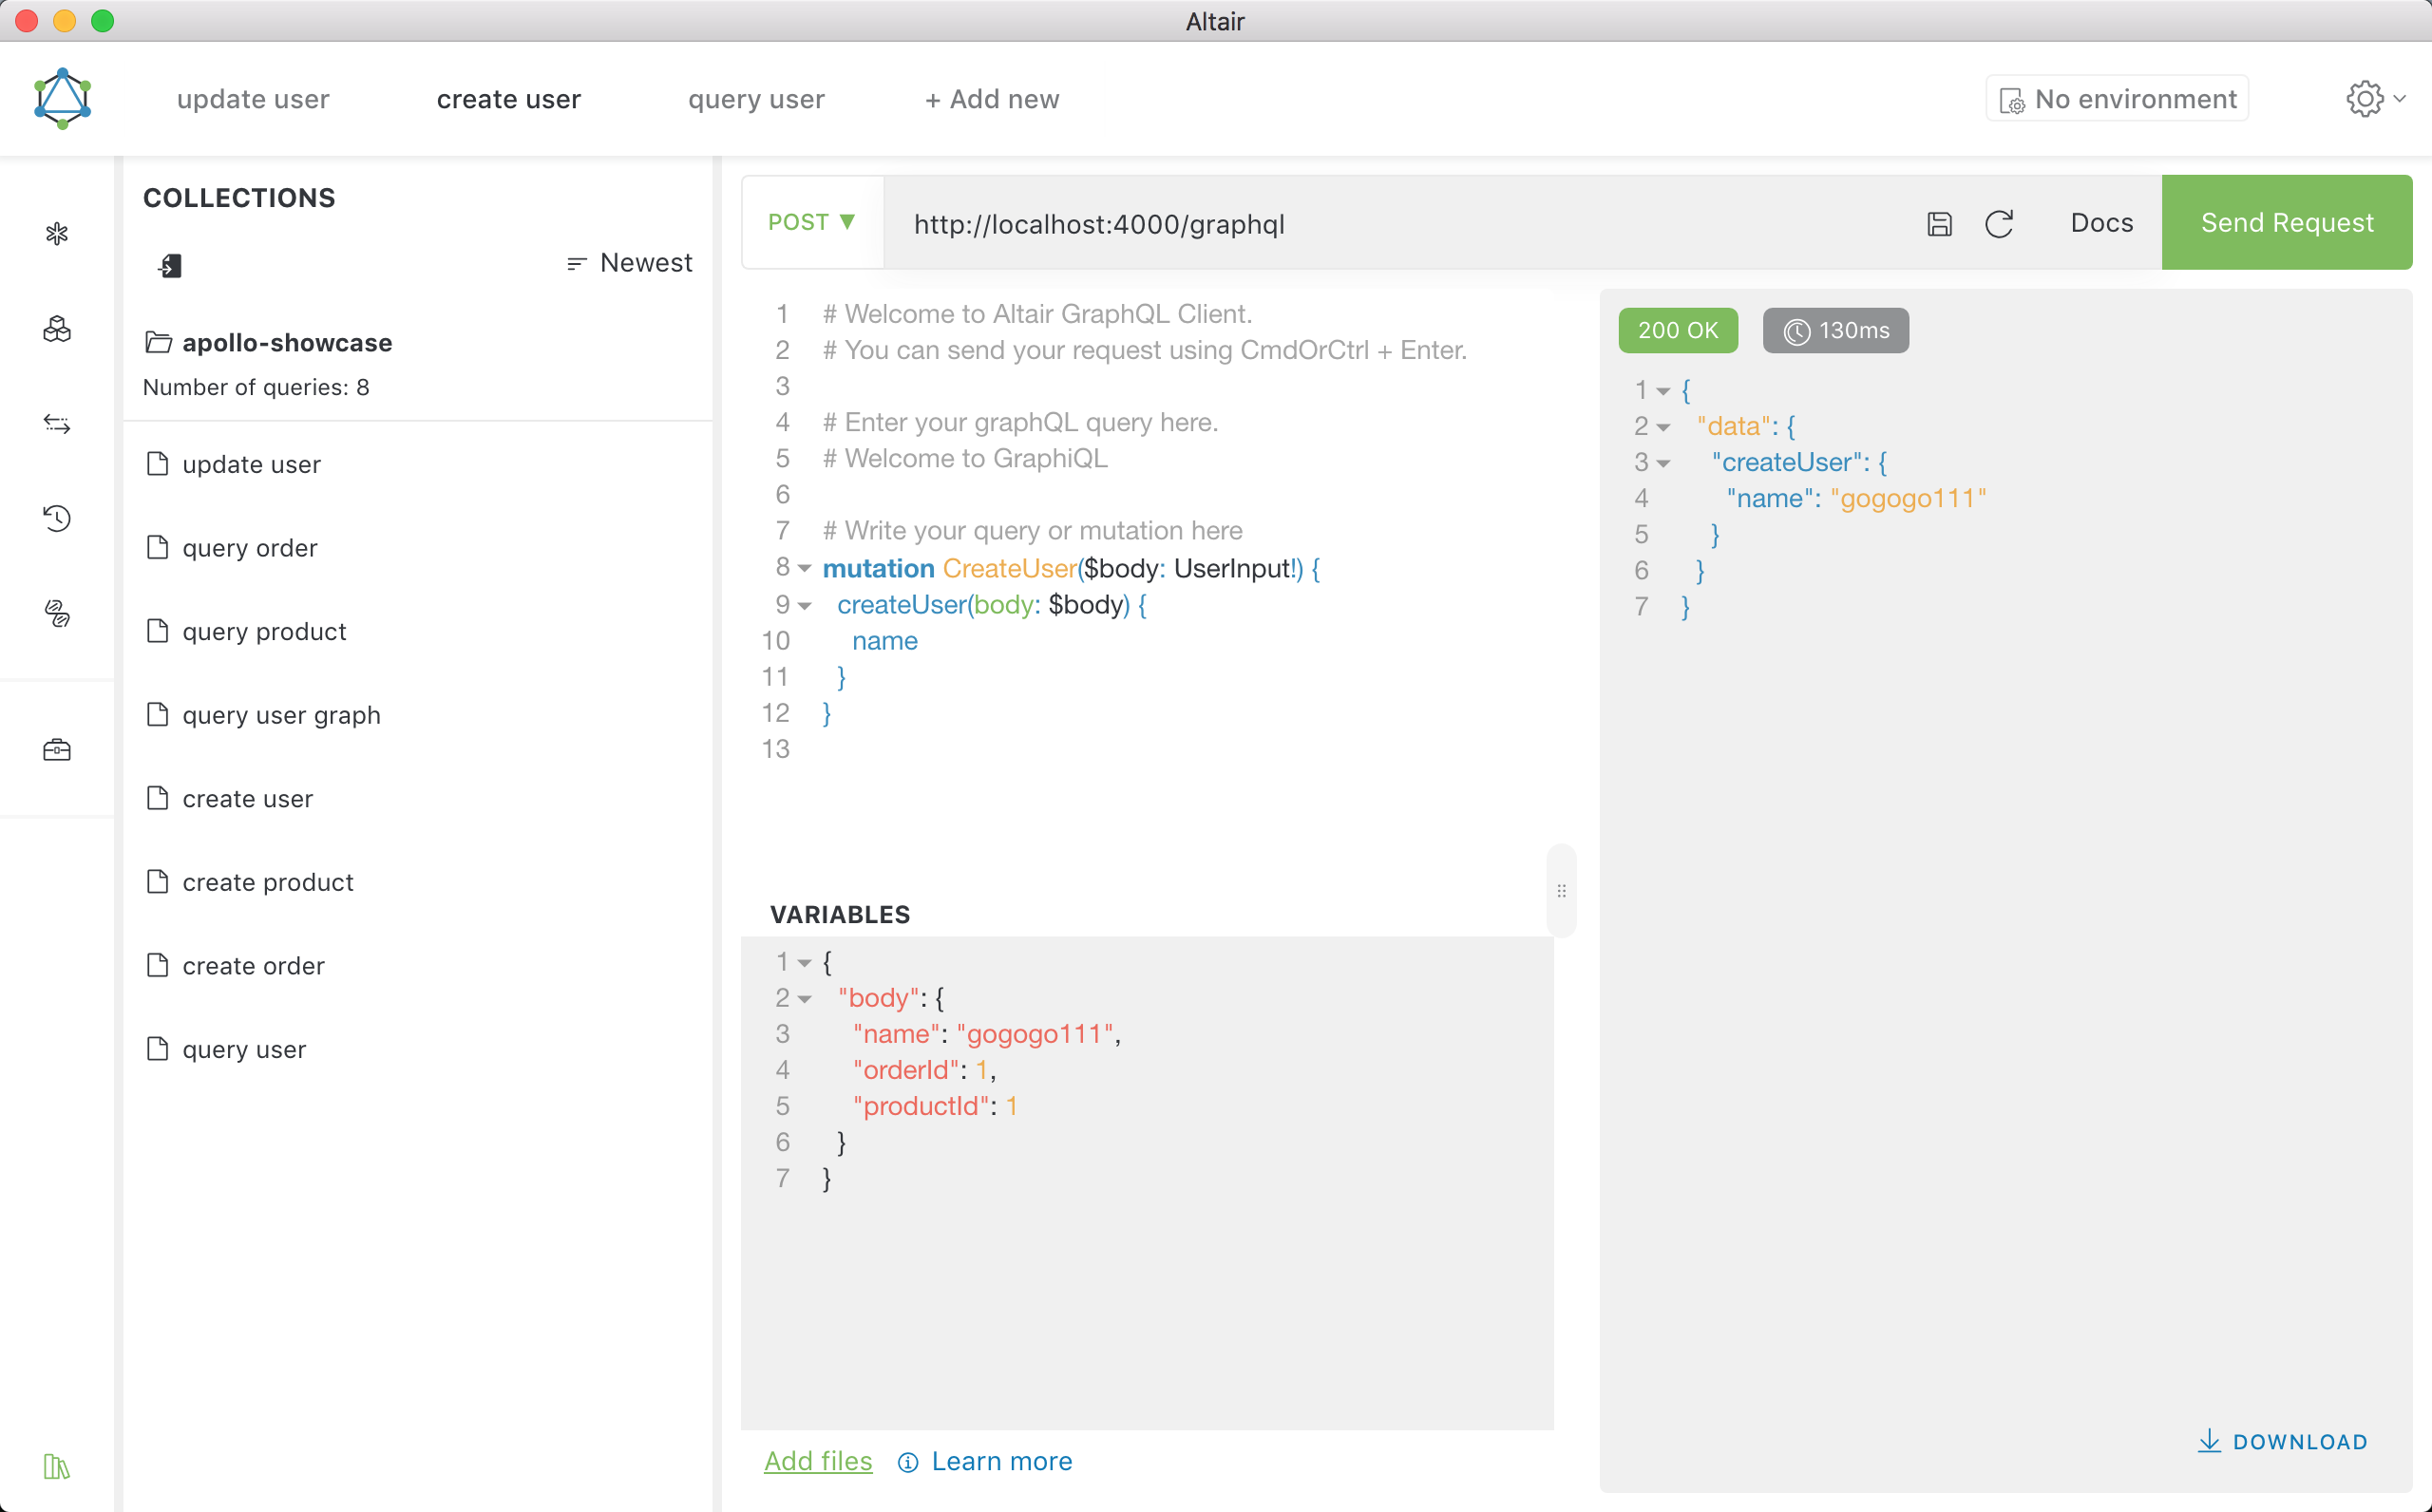 Altair
update user
create user
query user
+ Add new
No environment
COLLECTIONS
Newest
apollo-showcase
Number of queries: 8
update user
query order
query product
query user graph
create user
create product
create order
query user
POST ▼
http://localhost:4000/graphql
Docs
Send Request
1 # Welcome to Altair GraphQL Client.
2 # You can send your request using CmdOrCtrl + Enter.
3
4 # Enter your graphQL query here.
5 # Welcome to GraphiQL
6
7 # Write your query or mutation here
8 mutation CreateUser($body: UserInput!) {
9 createUser(body: $body) {
10 name
11 }
12 }
13
VARIABLES
1 {
2 "body": {
3 "name": "gogogo111",
4 "orderId": 1,
5 "productId": 1
6 }
7 }
Add files
Learn more
200 OK
130ms
1 {
2 "data": {
3 "createUser": {
4 "name": "gogogo111"
5 }
6 }
7 }
DOWNLOAD